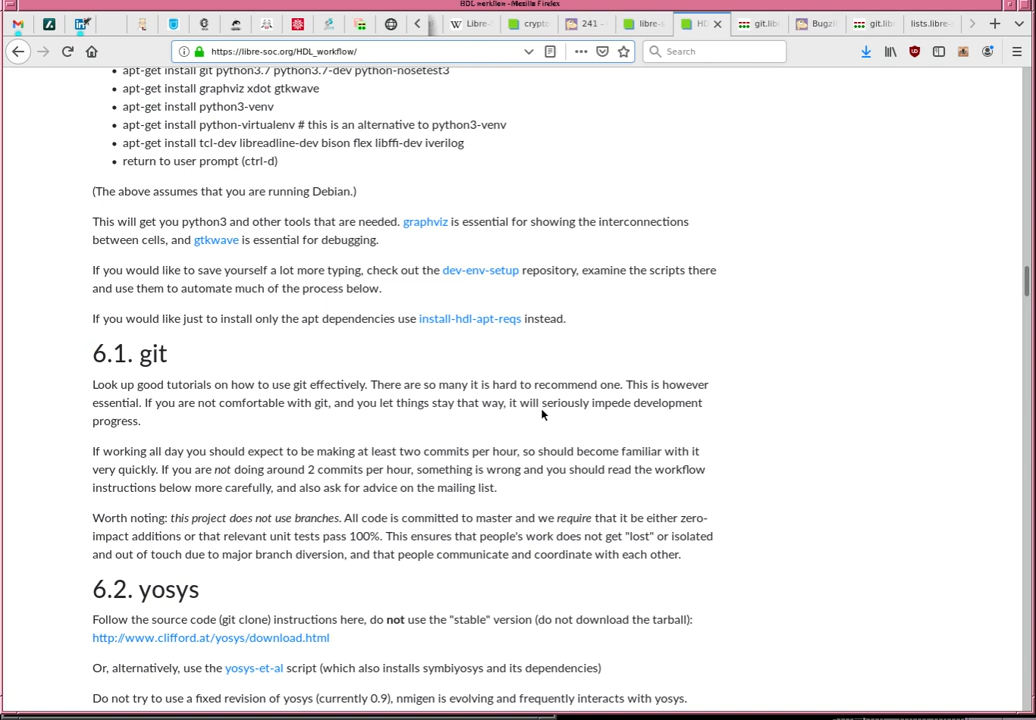 HDL workflow - Mozilla Firefox
Libre-
crypto
241 -
libre-s
HD
git.lib
Bugzi
git.lib
lists.libre-
https://libre-soc.org/HDL_workflow/
Search
• apt-get install git python3.7 python3.7-dev python-nosetest3
• apt-get install graphviz xdot gtkwave
• apt-get install python3-venv
• apt-get install python-virtualenv # this is an alternative to python3-venv
• apt-get install tcl-dev libreadline-dev bison flex libffi-dev iverilog
• return to user prompt (ctrl-d)
(The above assumes that you are running Debian.)
This will get you python3 and other tools that are needed. graphviz is essential for showing the interconnections
between cells, and gtkwave is essential for debugging.
If you would like to save yourself a lot more typing, check out the dev-env-setup repository, examine the scripts there
and use them to automate much of the process below.
If you would like just to install only the apt dependencies use install-hdl-apt-reqs instead.
6.1. git
Look up good tutorials on how to use git effectively. There are so many it is hard to recommend one. This is however
essential. If you are not comfortable with git, and you let things stay that way, it will seriously impede development
progress.
If working all day you should expect to be making at least two commits per hour, so should become familiar with it
very quickly. If you are not doing around 2 commits per hour, something is wrong and you should read the workflow
instructions below more carefully, and also ask for advice on the mailing list.
Worth noting: this project does not use branches. All code is committed to master and we require that it be either zero-
impact additions or that relevant unit tests pass 100%. This ensures that people's work does not get "lost" or isolated
and out of touch due to major branch diversion, and that people communicate and coordinate with each other.
6.2. yosys
Follow the source code (git clone) instructions here, do not use the "stable" version (do not download the tarball):
http://www.clifford.at/yosys/download.html
Or, alternatively, use the yosys-et-al script (which also installs symbiyosys and its dependencies)
Do not try to use a fixed revision of yosys (currently 0.9), nmigen is evolving and frequently interacts with yosys.